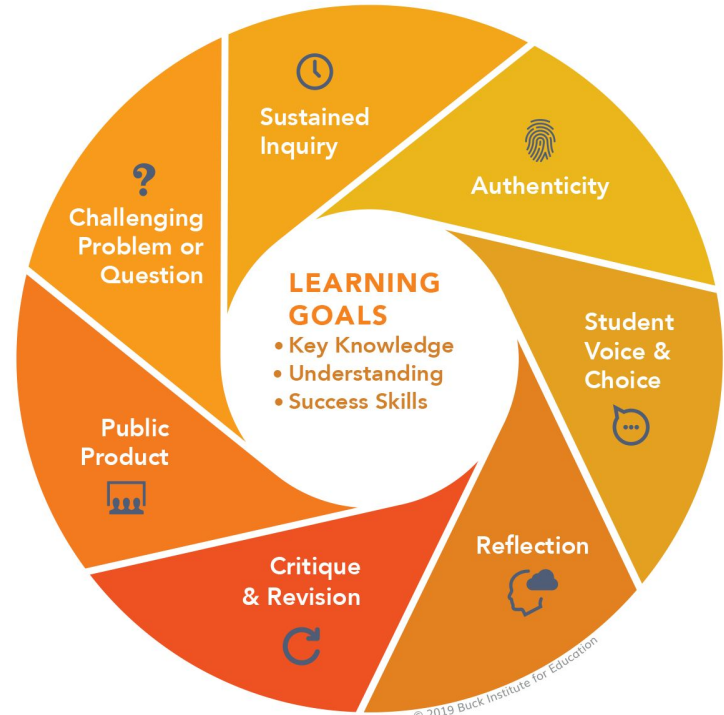 Sustained
Inquiry
Authenticity
?
Challenging
Problem or
Question
LEARNING
GOALS
• Key Knowledge
• Understanding
• Success Skills
Student
Voice &
Choice
Public
Product
Reflection
Critique
& Revision
© 2019 Buck Institute for Education